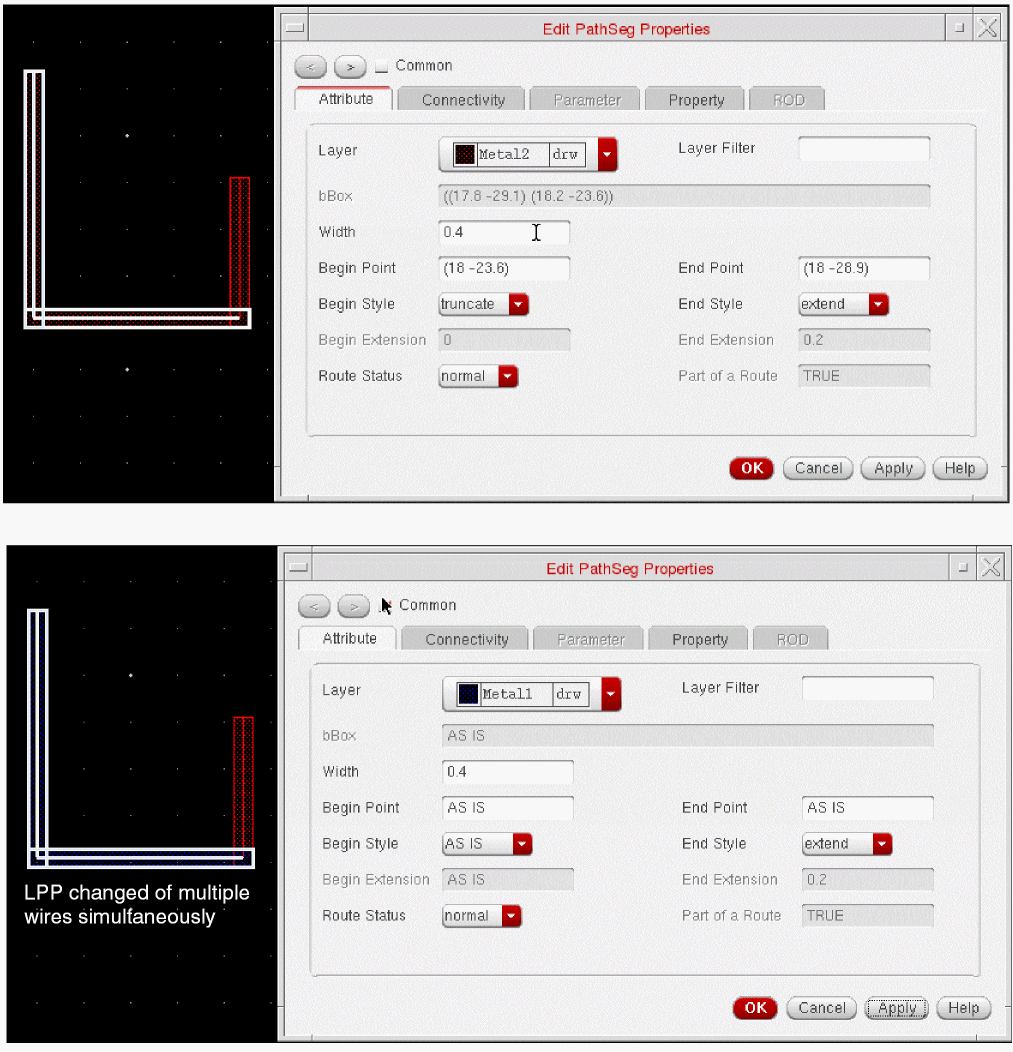 Edit PathSeg Properties
< > Common
Attribute Connectivity Parameter Property ROD
Layer Metal2 drw Layer Filter
bBox ((17.8 -29.1) (18.2 -23.6))
Width 0.4
Begin Point (18 -23.6) End Point (18 -28.9)
Begin Style truncate End Style extend
Begin Extension 0 End Extension 0.2
Route Status normal Part of a Route TRUE
OK Cancel Apply Help
Edit PathSeg Properties
< > Common
Attribute Connectivity Parameter Property ROD
Layer Metal1 drw Layer Filter
bBox AS IS
Width 0.4
Begin Point AS IS End Point AS IS
Begin Style AS IS End Style extend
Begin Extension AS IS End Extension 0.2
Route Status normal Part of a Route TRUE
OK Cancel Apply Help
LPP changed of multiple
wires simultaneously